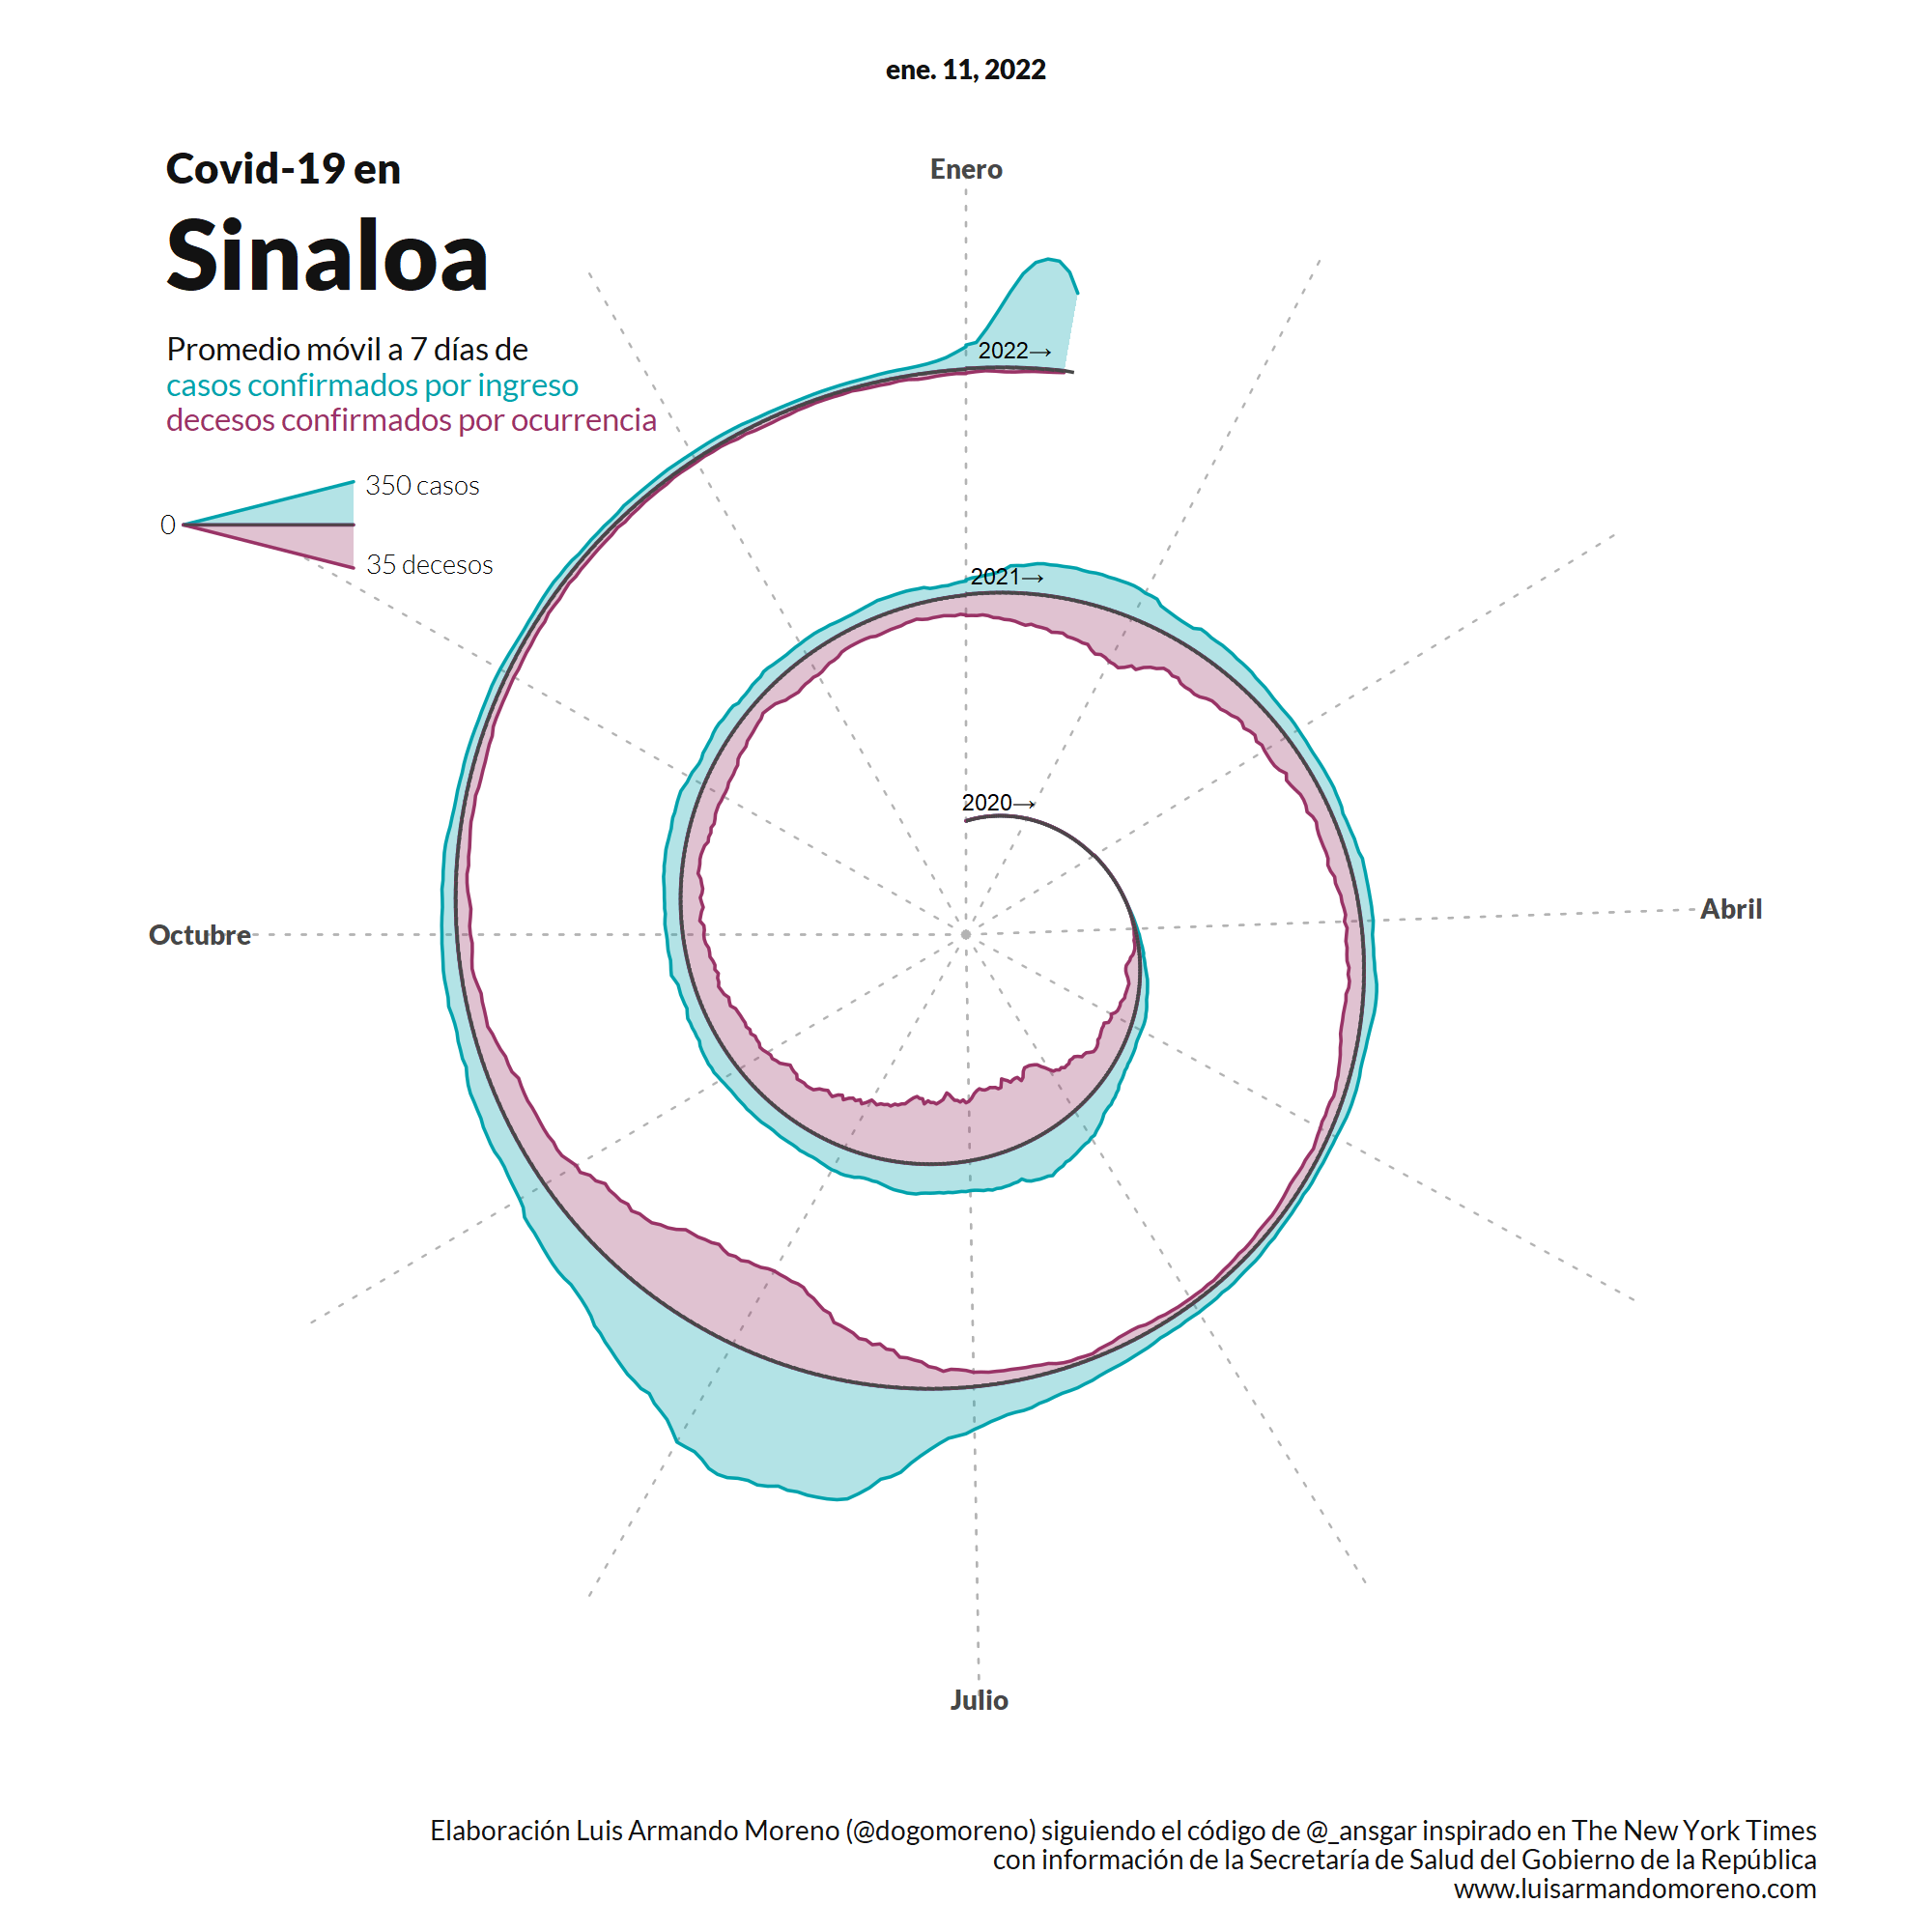 ene. 11, 2022
Covid-19 en
Sinaloa
Promedio móvil a 7 días de
casos confirmados por ingreso
decesos confirmados por ocurrencia
350 casos
0
35 decesos
Enero
2022→
2021→
2020→
Abril
Octubre
Julio
Elaboración Luis Armando Moreno (@dogomoreno) siguiendo el código de @_ansgar inspirado en The New York Times
con información de la Secretaría de Salud del Gobierno de la República
www.luisarmandomoreno.com